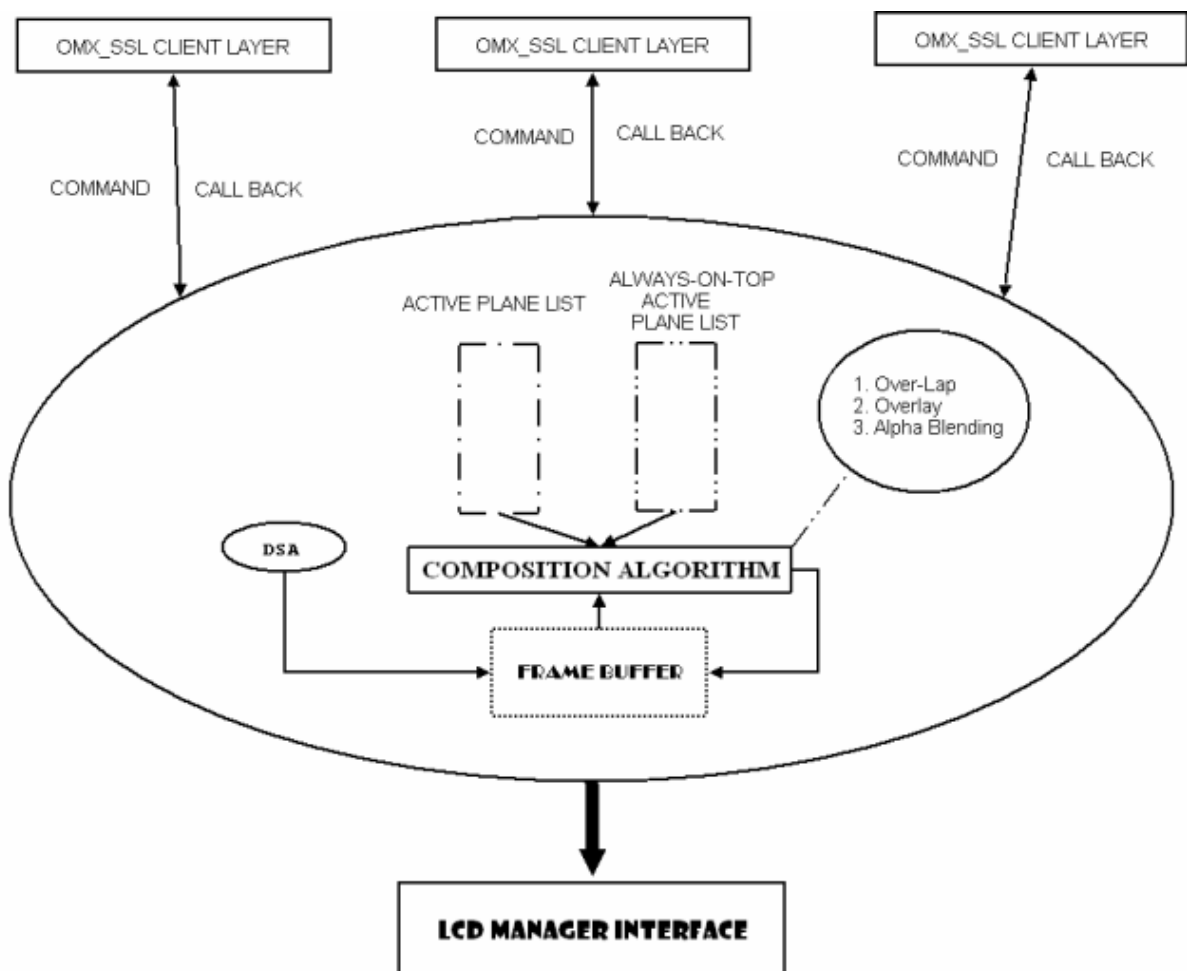 OMX_SSL CLIENT LAYER
OMX_SSL CLIENT LAYER
OMX_SSL CLIENT LAYER
COMMAND
CALL BACK
COMMAND
CALL BACK
COMMAND
CALL BACK
ACTIVE PLANE LIST
ALWAYS-ON-TOP
ACTIVE
PLANE LIST
1. Over-Lap
2. Overlay
3. Alpha Blending
DSA
COMPOSITION ALGORITHM
FRAME BUFFER
LCD MANAGER INTERFACE